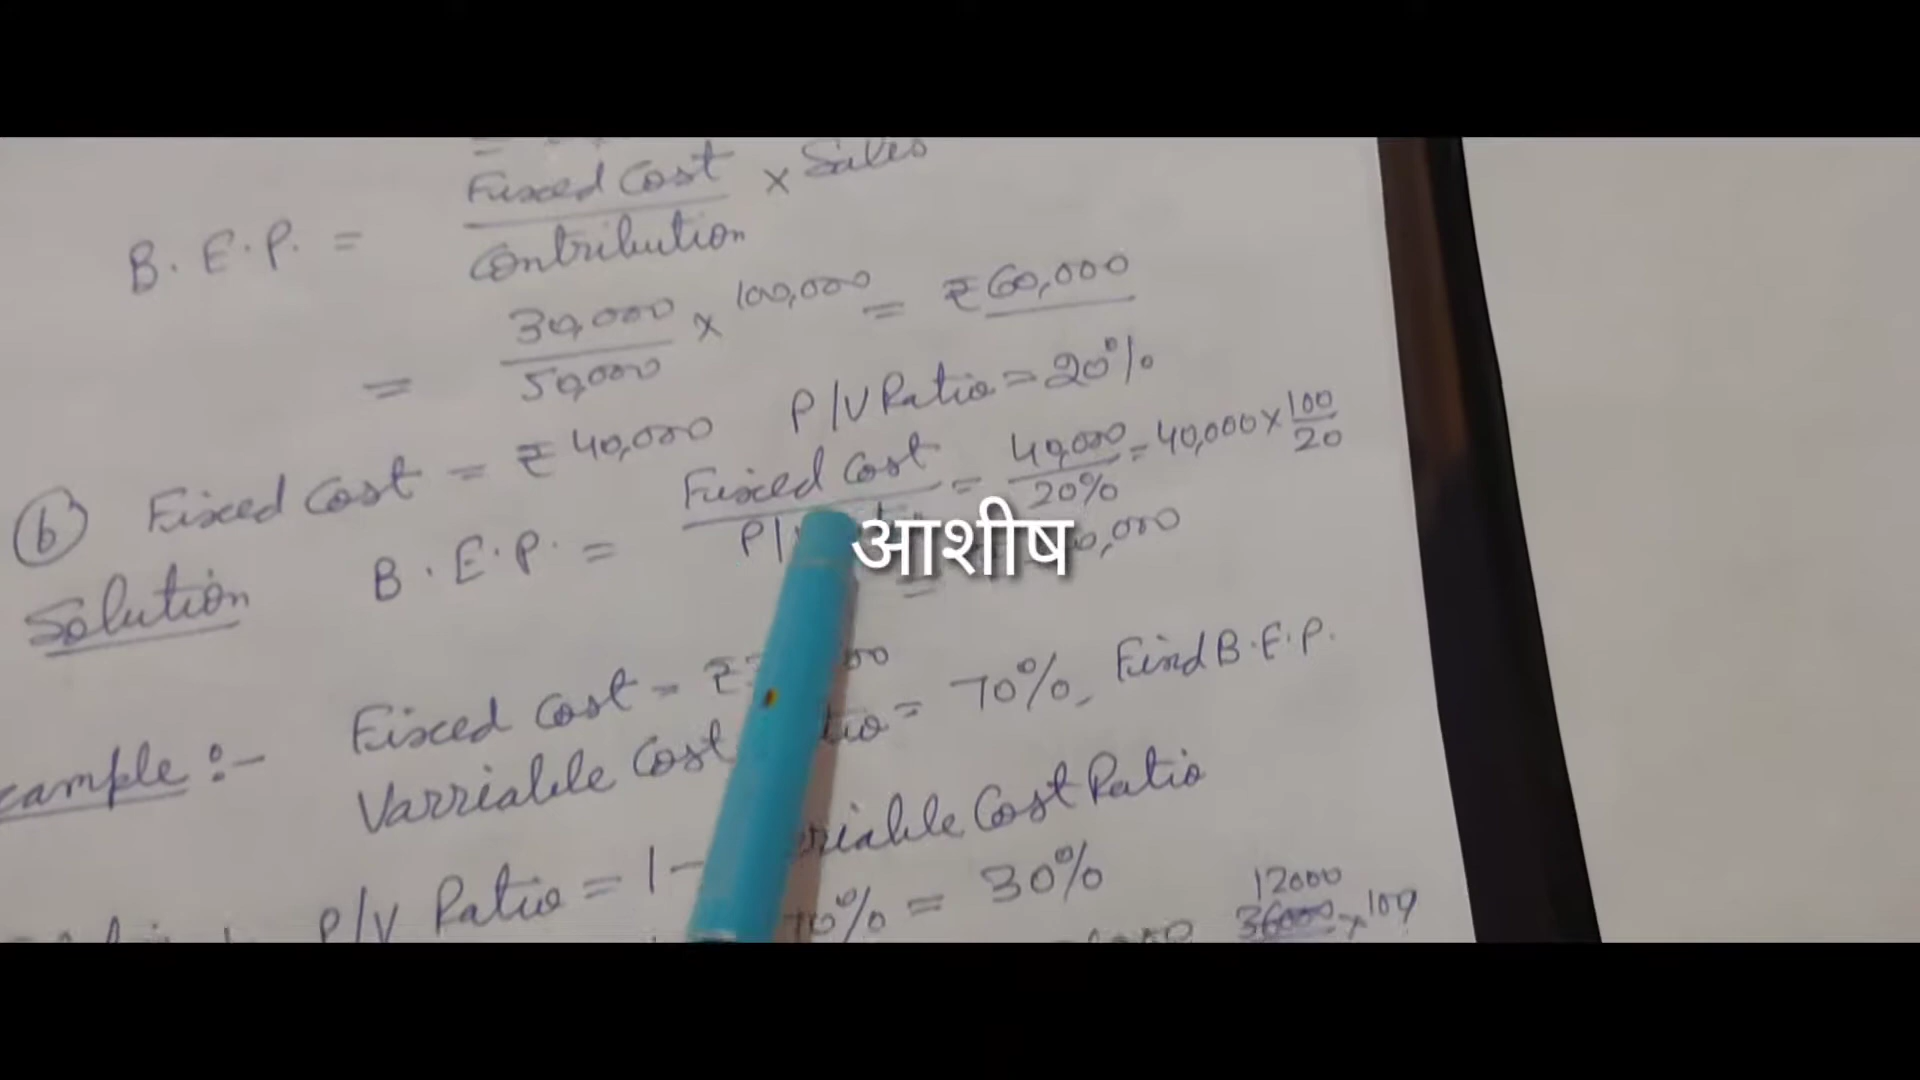 Fixed Cost × Sales
B.E.P. =
Contribution
= 30,000 / 50,000 × 100,000 = ₹60,000
(b) Fixed Cost = ₹40,000 P/V Ratio = 20%
Solution B.E.P. = Fixed Cost / P/V = 40,000 / 20% = 40,000 × 100 / 20
आशीष
Fixed Cost = ₹
Varriable Cost = 70%, Find B.E.P.
P/V Ratio = 1 - Cost Ratio
70% = 30%
12000
36000 × 100